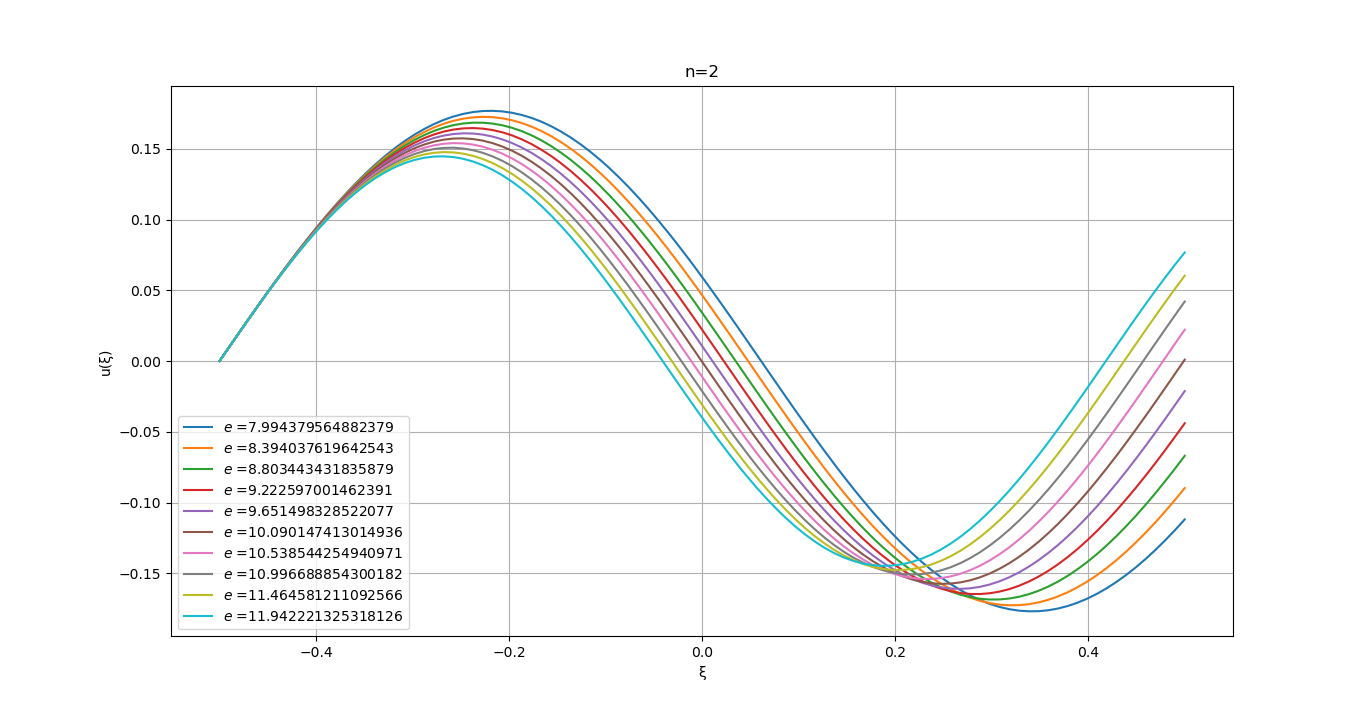 n=2
u(ξ)
0.15
0.10
0.05
0.00
−0.05
−0.10
−0.15
e =7.994379564882379
e =8.394037619642543
e =8.803443431835879
e =9.222597001462391
e =9.651498328522077
e =10.090147413014936
e =10.538544254940971
e =10.996688854300182
e =11.464581211092566
e =11.942221325318126
−0.4 −0.2 0.0 0.2 0.4
ξ